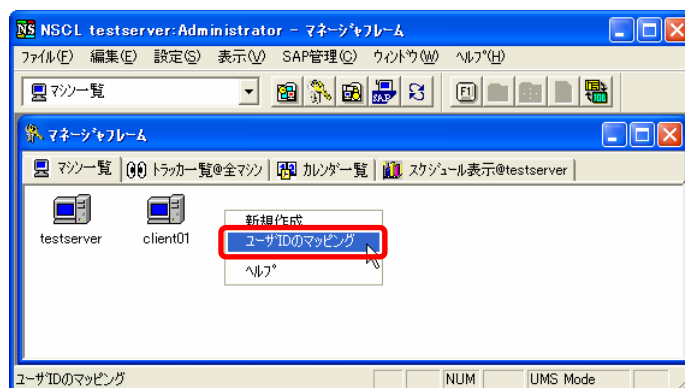 NS NSCL testserver:Administrator - マネージャフレーム
ファイル(F) 編集(E) 設定(S) 表示(V) SAP管理(C) ウィンドウ(W) ヘルプ(H)
マシン一覧
SAP
F1
100
マネージャフレーム
マシン一覧 トラッカー一覧@全マシン カレンダー一覧 スケジュール表示@testserver
testserver client01
新規作成
ユーザIDのマッピング
ヘルプ
ユーザIDのマッピング NUM UMS Mode